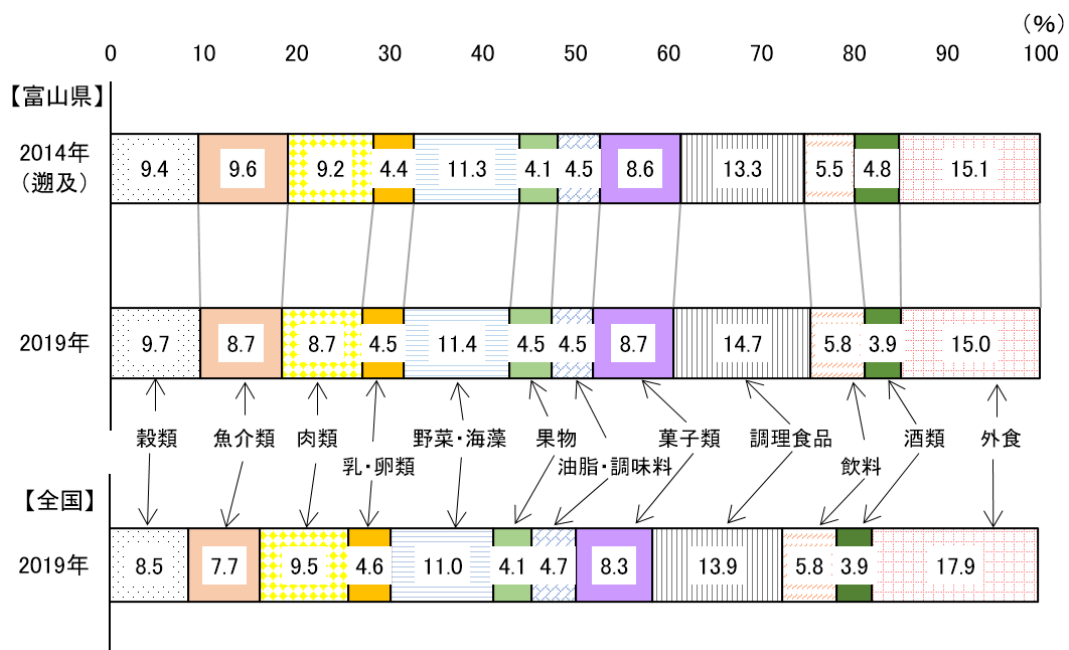 （％）
0 10 20 30 40 50 60 70 80 90 100
【富山県】
2014年
（遡及）
9.4 9.6 9.2 4.4 11.3 4.1 4.5 8.6 13.3 5.5 4.8 15.1
2019年
9.7 8.7 8.7 4.5 11.4 4.5 4.5 8.7 14.7 5.8 3.9 15.0
穀類 魚介類 肉類 野菜・海藻 果物 菓子類 調理食品 酒類 外食
乳・卵類 油脂・調味料 飲料
【全国】
2019年
8.5 7.7 9.5 4.6 11.0 4.1 4.7 8.3 13.9 5.8 3.9 17.9